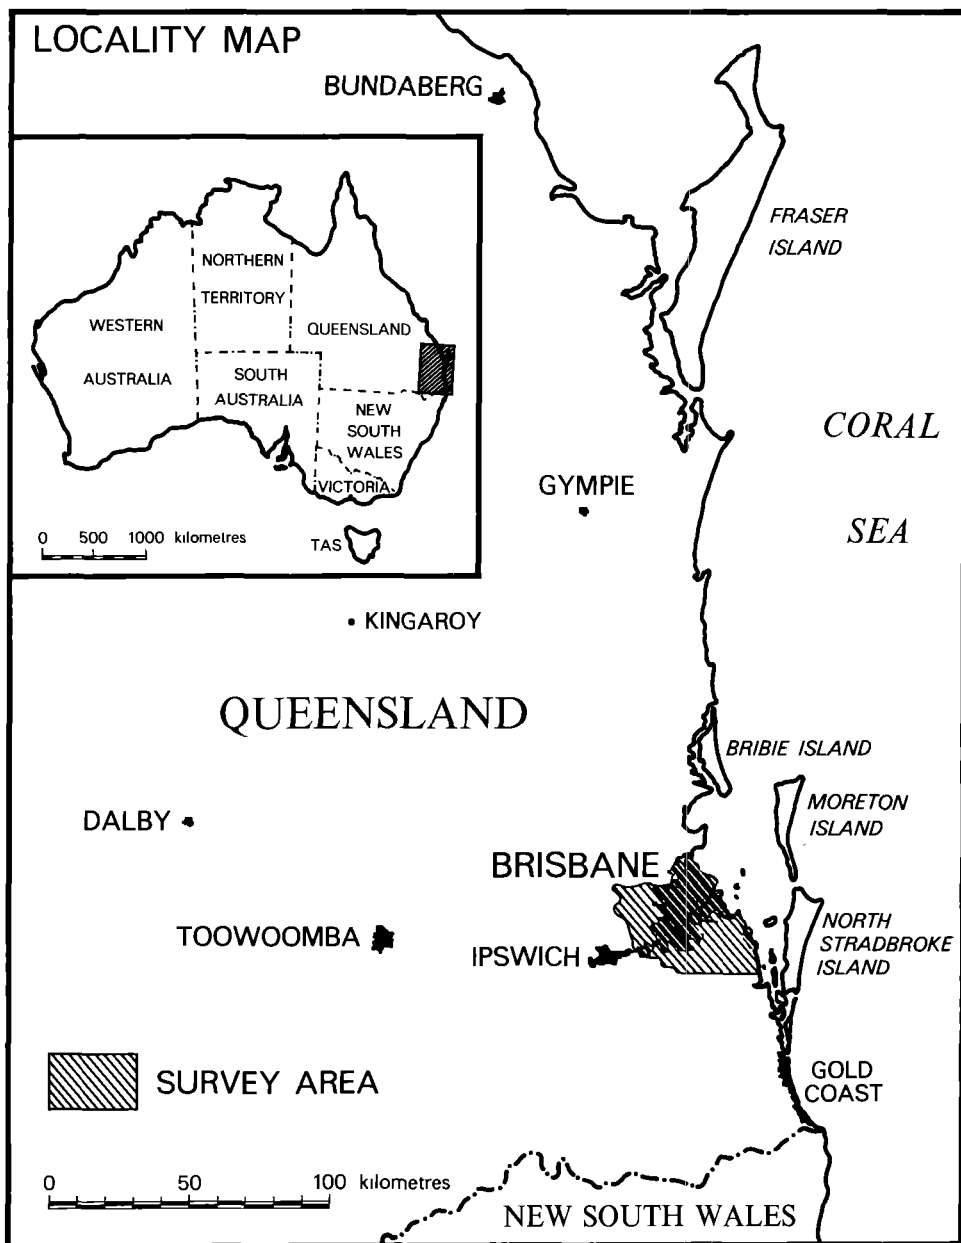 LOCALITY MAP
BUNDABERG
FRASER
ISLAND
NORTHERN
TERRITORY
WESTERN
AUSTRALIA
QUEENSLAND
SOUTH
AUSTRALIA
NEW
SOUTH
WALES
VICTORIA
TAS
0 500 1000 kilometres
CORAL
SEA
GYMPIE
KINGAROY
QUEENSLAND
BRIBIE ISLAND
MORETON
ISLAND
DALBY
BRISBANE
TOOWOOMBA
IPSWICH
NORTH
STRADBROKE
ISLAND
SURVEY AREA
GOLD
COAST
0 50 100 kilometres
NEW SOUTH WALES